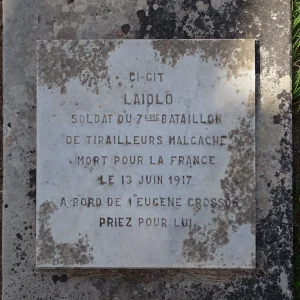 CI-GIT
LAIOLO
SOLDAT DU 7EME BATAILLON
DE TIRAILLEURS MALGACHE
MORT POUR LA FRANCE
LE 13 JUIN 1917
A BORD DE l'EUGENE GROSSOS
PRIEZ POUR LUI